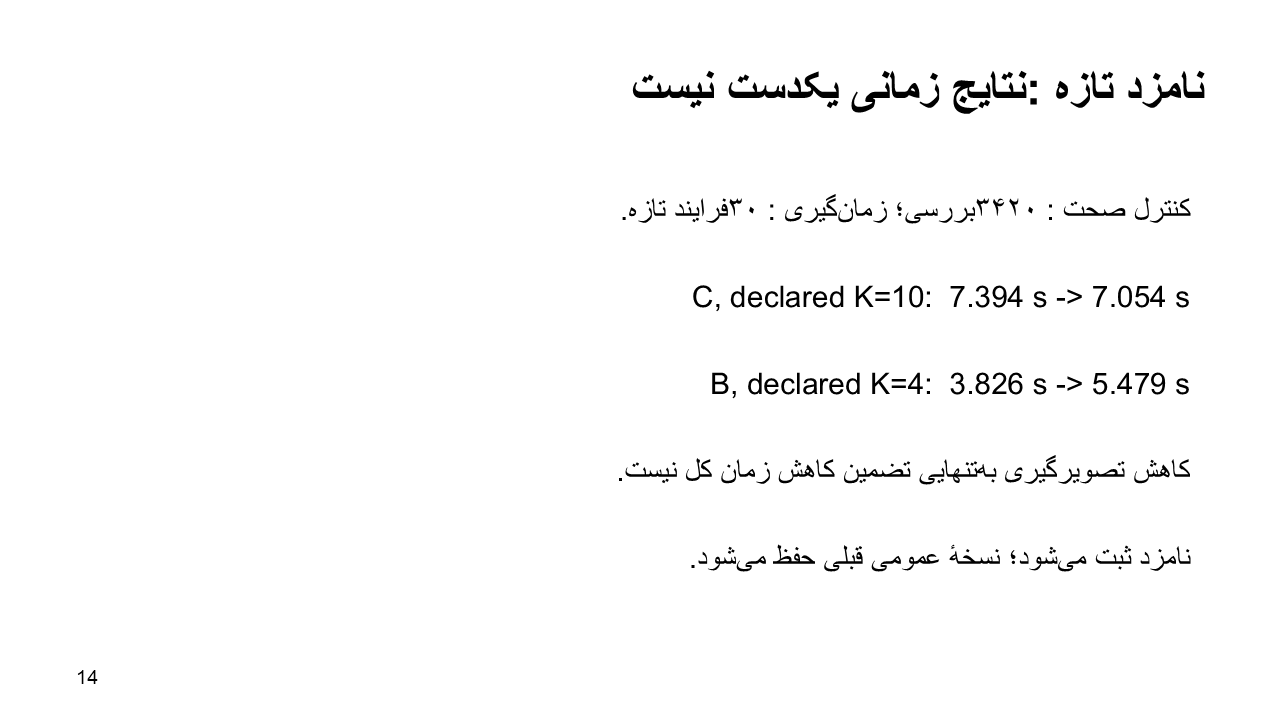 نامزد تازه :نتایج زمانی یکدست نیست
کنترل صحت : ۳۴۲۰بررسی؛ زمان‌گیری : ۳۰فرایند تازه.
C, declared K=10:  7.394 s -> 7.054 s
B, declared K=4:  3.826 s -> 5.479 s
کاهش تصویرگیری به‌تنهایی تضمین کاهش زمان کل نیست.
نامزد ثبت می‌شود؛ نسخهٔ عمومی قبلی حفظ می‌شود.
14